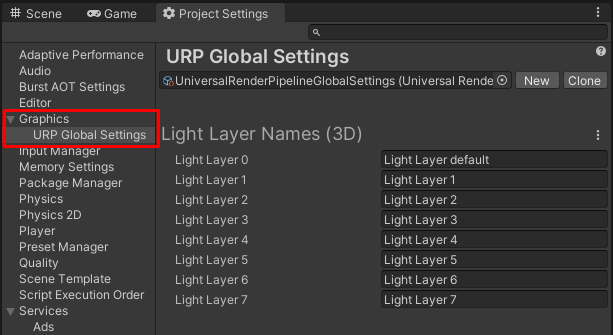 Scene Game Project Settings
Adaptive Performance
Audio
Burst AOT Settings
Editor
Graphics
URP Global Settings
Input Manager
Memory Settings
Package Manager
Physics
Physics 2D
Player
Preset Manager
Quality
Scene Template
Script Execution Order
Services
Ads
URP Global Settings
UniversalRenderPipelineGlobalSettings (Universal Rende
New Clone
Light Layer Names (3D)
Light Layer 0 Light Layer default
Light Layer 1 Light Layer 1
Light Layer 2 Light Layer 2
Light Layer 3 Light Layer 3
Light Layer 4 Light Layer 4
Light Layer 5 Light Layer 5
Light Layer 6 Light Layer 6
Light Layer 7 Light Layer 7